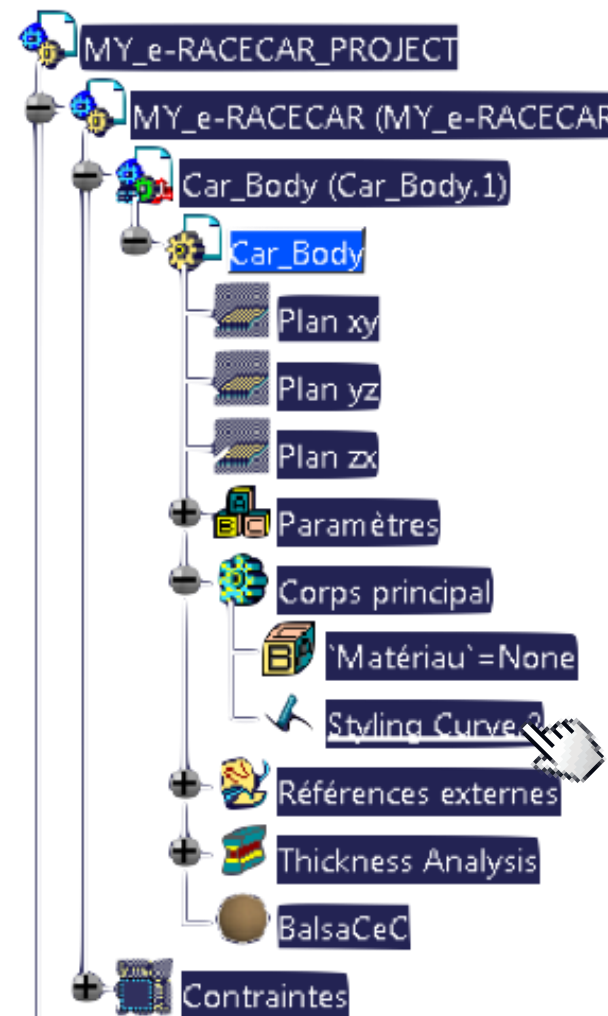 MY_e-RACECAR_PROJECT
MY_e-RACECAR (MY_e-RACECAR
Car_Body (Car_Body.1)
Car_Body
Plan xy
Plan yz
Plan zx
Paramètres
Corps principal
`Matériau`=None
Styling Curve.2
Références externes
Thickness Analysis
BalsaCeC
Contraintes